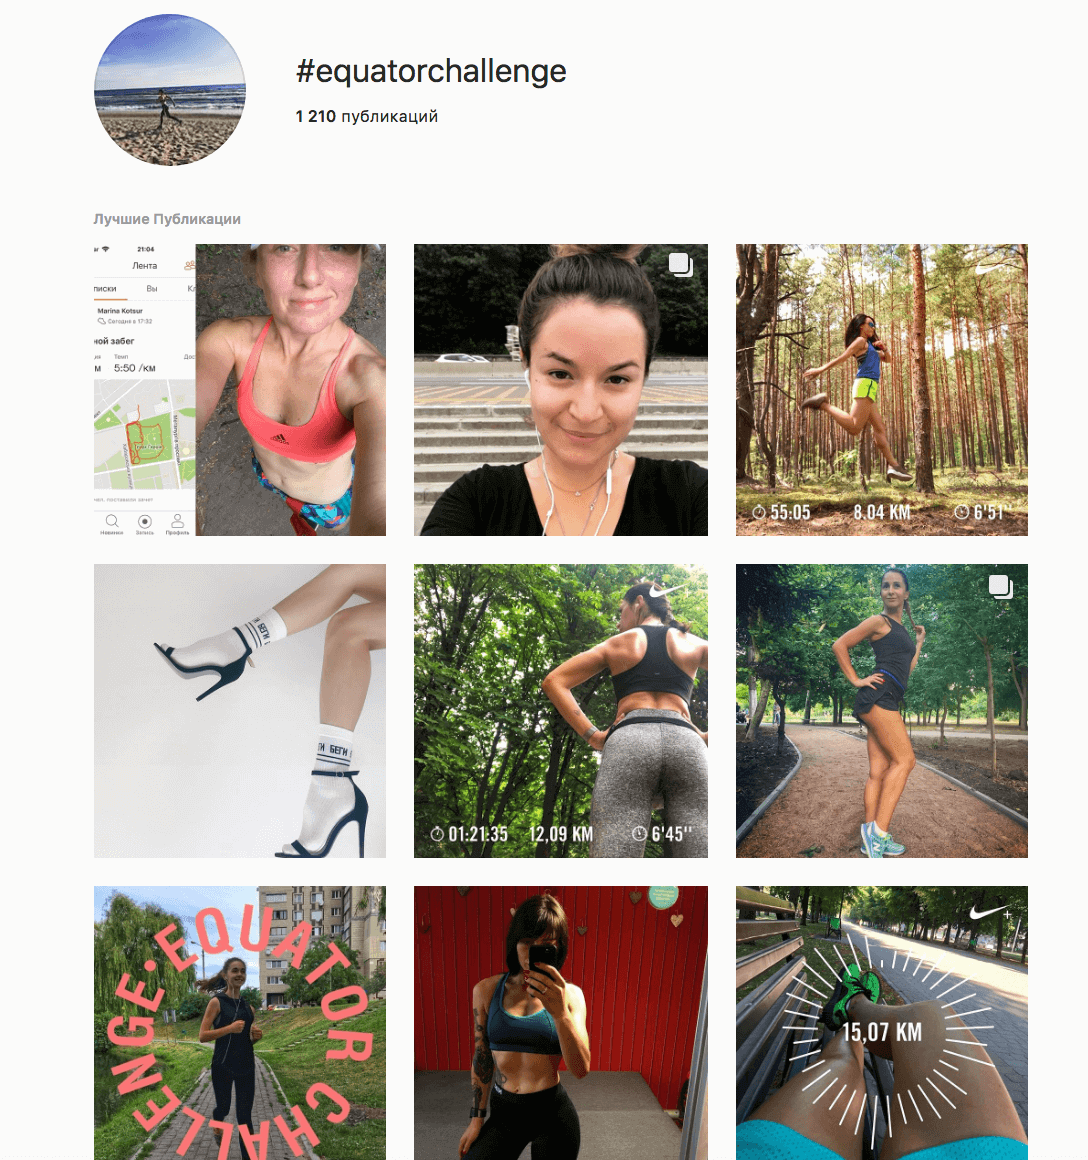 #equatorchallenge
1 210 публикаций
Лучшие Публикации
21:04
Лента
Вы
Marina Kotsur
Сегодня в 17:32
ной забег
Темп
5:50 /КМ
Новинки
Запись
Профиль
55:05
8.04 KM
6'51''
БЕГИ
БЕГИ
01:21:35
12,09 KM
6'45''
EQUATOR CHALLENGE·
15,07 KM